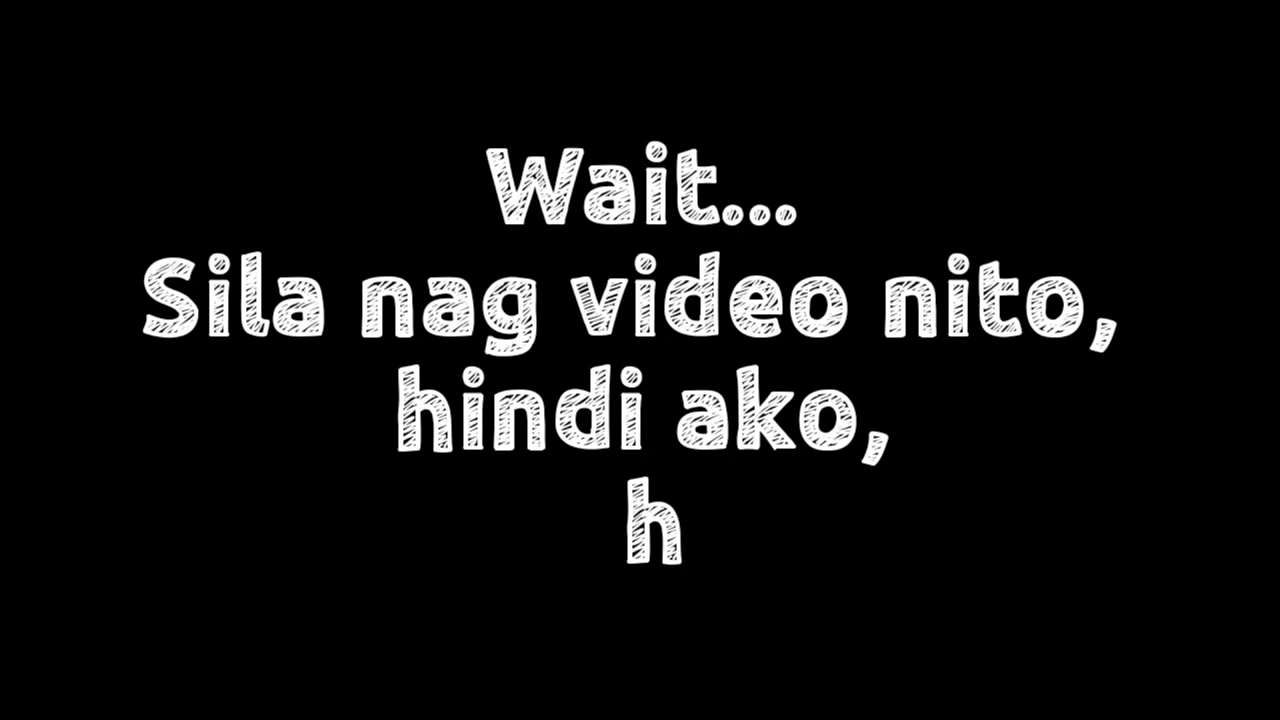 Wait...
Sila nag video nito,
hindi ako,
h